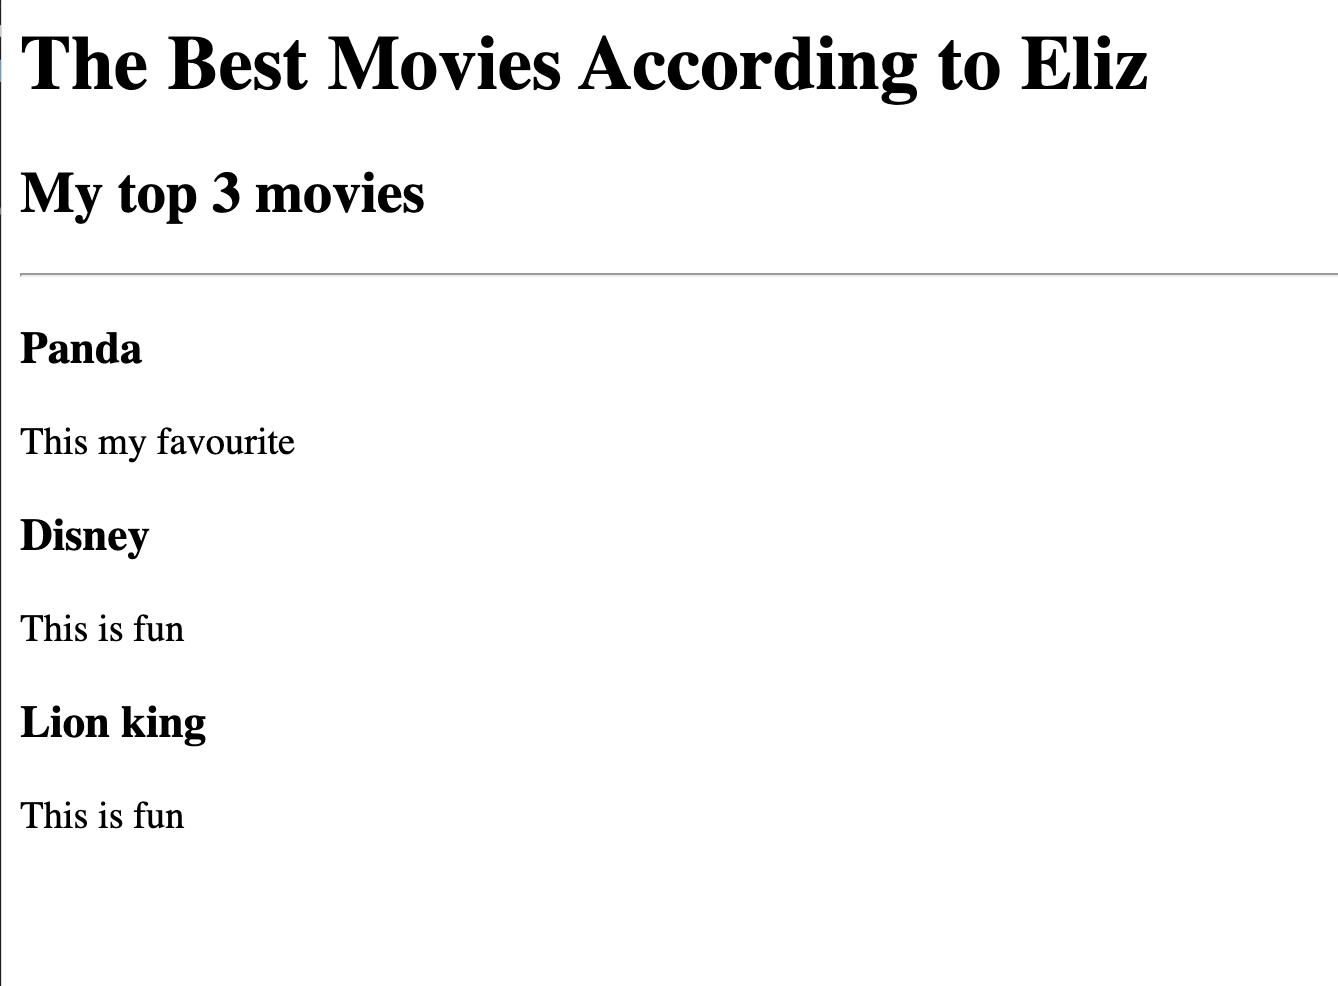 The Best Movies According to Eliz
My top 3 movies
Panda
This my favourite
Disney
This is fun
Lion king
This is fun